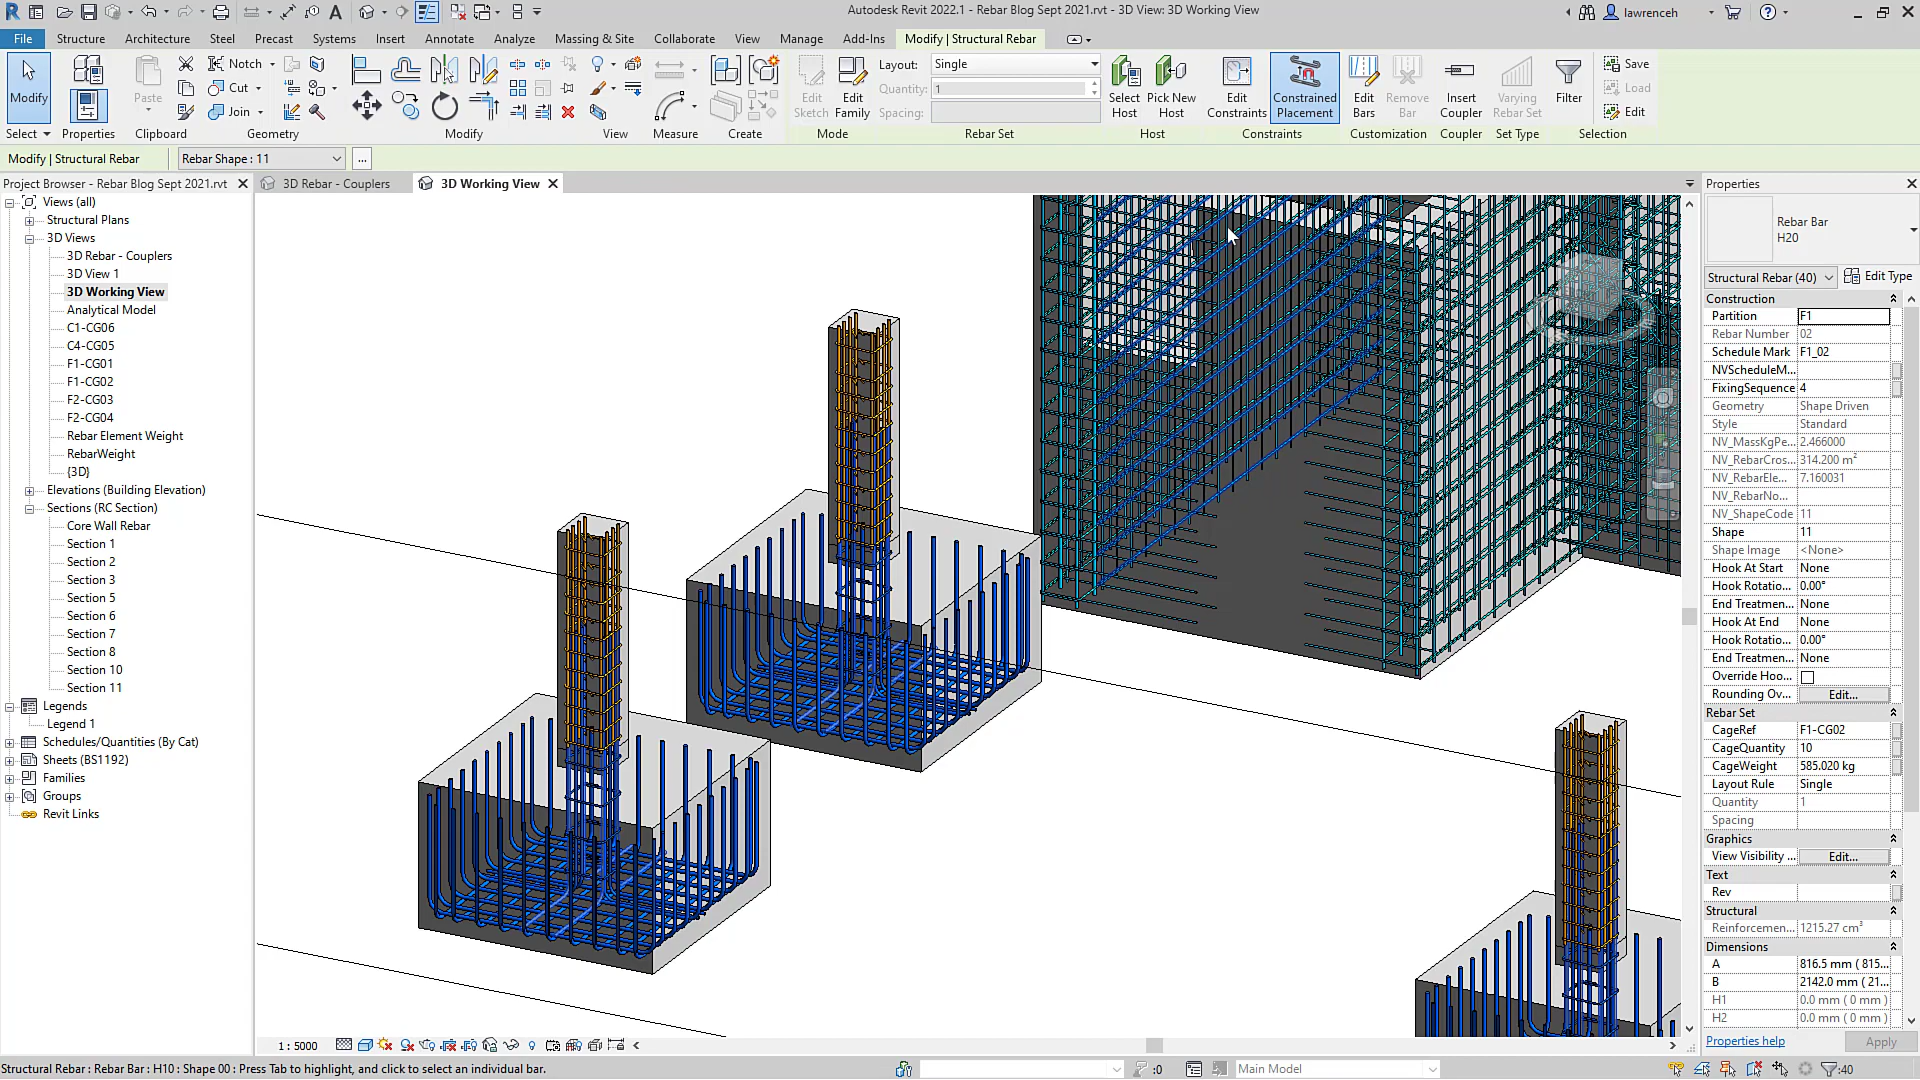 Autodesk Revit 2022.1 - Rebar Blog Sept 2021.rvt - 3D View: 3D Working View
lawrenceh
File
Structure
Architecture
Steel
Precast
Systems
Insert
Annotate
Analyze
Massing & Site
Collaborate
View
Manage
Add-Ins
Modify | Structural Rebar
Modify
Select
Properties
Paste
Clipboard
Notch
Cut
Join
Geometry
Modify
View
Measure
Create
Edit Sketch
Edit Family
Mode
Layout: Single
Quantity: 1
Spacing:
Rebar Set
Select Host
Pick New Host
Host
Edit Constraints
Constrained Placement
Constraints
Edit Bars
Remove Bar
Customization
Insert Coupler
Coupler
Varying Rebar Set
Set Type
Filter
Save
Load
Edit
Selection
Modify | Structural Rebar
Rebar Shape : 11
...
Project Browser - Rebar Blog Sept 2021.rvt
3D Rebar - Couplers
3D Working View
Views (all)
Structural Plans
3D Views
3D Rebar - Couplers
3D View 1
3D Working View
Analytical Model
C1-CG06
C4-CG05
F1-CG01
F1-CG02
F2-CG03
F2-CG04
Rebar Element Weight
RebarWeight
{3D}
Elevations (Building Elevation)
Sections (RC Section)
Core Wall Rebar
Section 1
Section 2
Section 3
Section 5
Section 6
Section 7
Section 8
Section 10
Section 11
Legends
Legend 1
Schedules/Quantities (By Cat)
Sheets (BS1192)
Families
Groups
Revit Links
Properties
Rebar Bar
H20
Structural Rebar (40)
Edit Type
Construction
Partition F1
Rebar Number 02
Schedule Mark F1_02
NVScheduleM...
FixingSequence 4
Geometry Shape Driven
Style Standard
NV_MassKgPe... 2.466000
NV_RebarCros... 314.200 m²
NV_RebarEle... 7.160031
NV_RebarNo...
NV_ShapeCode 11
Shape 11
Shape Image <None>
Hook At Start None
Hook Rotatio... 0.00°
End Treatmen... None
Hook At End None
Hook Rotatio... 0.00°
End Treatmen... None
Override Hoo...
Rounding Ov... Edit...
Rebar Set
CageRef F1-CG02
CageQuantity 10
CageWeight 585.020 kg
Layout Rule Single
Quantity 1
Spacing
Graphics
View Visibility ... Edit...
Text
Rev
Structural
Reinforcemen... 1215.27 cm³
Dimensions
A 816.5 mm ( 815...
B 2142.0 mm ( 21...
H1 0.0 mm ( 0 mm )
H2 0.0 mm ( 0 mm )
Properties help
Apply
1 : 5000
Structural Rebar : Rebar Bar : H10 : Shape 00 : Press Tab to highlight, and click to select an individual bar.
:0
Main Model
:40